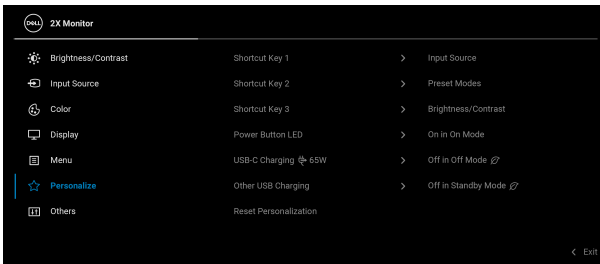 DELL 2X Monitor
Brightness/Contrast Shortcut Key 1 > Input Source
Input Source Shortcut Key 2 > Preset Modes
Color Shortcut Key 3 > Brightness/Contrast
Display Power Button LED > On in On Mode
Menu USB-C Charging 65W > Off in Off Mode
Personalize Other USB Charging > Off in Standby Mode
Others Reset Personalization
< Exit